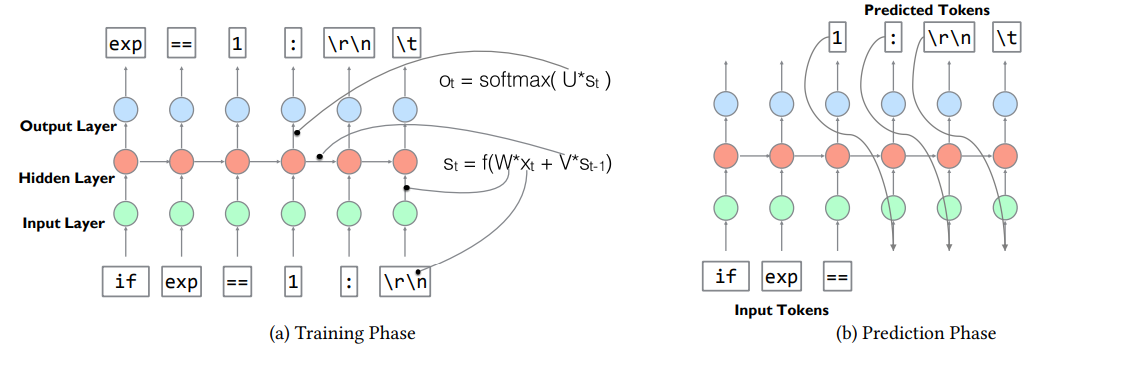 Predicted Tokens
exp == 1 : \r\n \t
1 : \r\n \t
oₜ = softmax( U*sₜ )
Output Layer
Hidden Layer
sₜ = f(W*xₜ + V*sₜ₋₁)
Input Layer
if exp == 1 : \r\n
if exp ==
Input Tokens
(a) Training Phase
(b) Prediction Phase